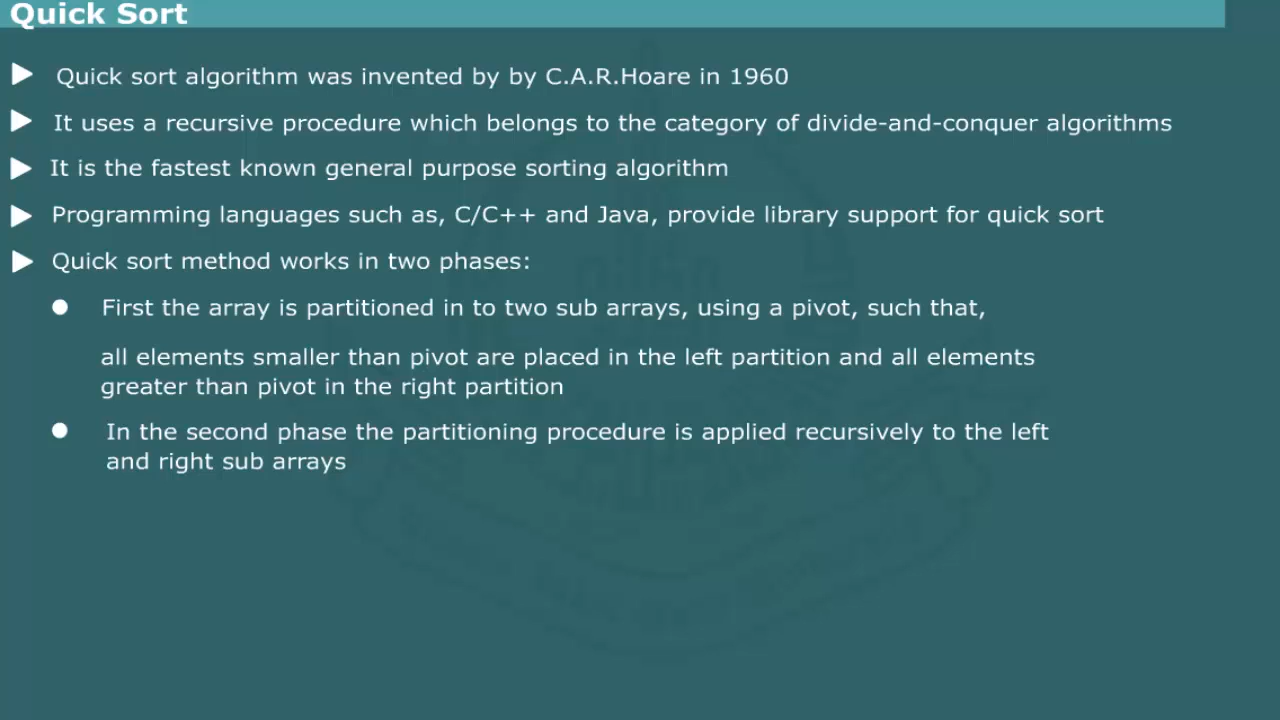 Quick Sort
Quick sort algorithm was invented by by C.A.R.Hoare in 1960
It uses a recursive procedure which belongs to the category of divide-and-conquer algorithms
It is the fastest known general purpose sorting algorithm
Programming languages such as, C/C++ and Java, provide library support for quick sort
Quick sort method works in two phases:
First the array is partitioned in to two sub arrays, using a pivot, such that,
all elements smaller than pivot are placed in the left partition and all elements
greater than pivot in the right partition
In the second phase the partitioning procedure is applied recursively to the left
and right sub arrays